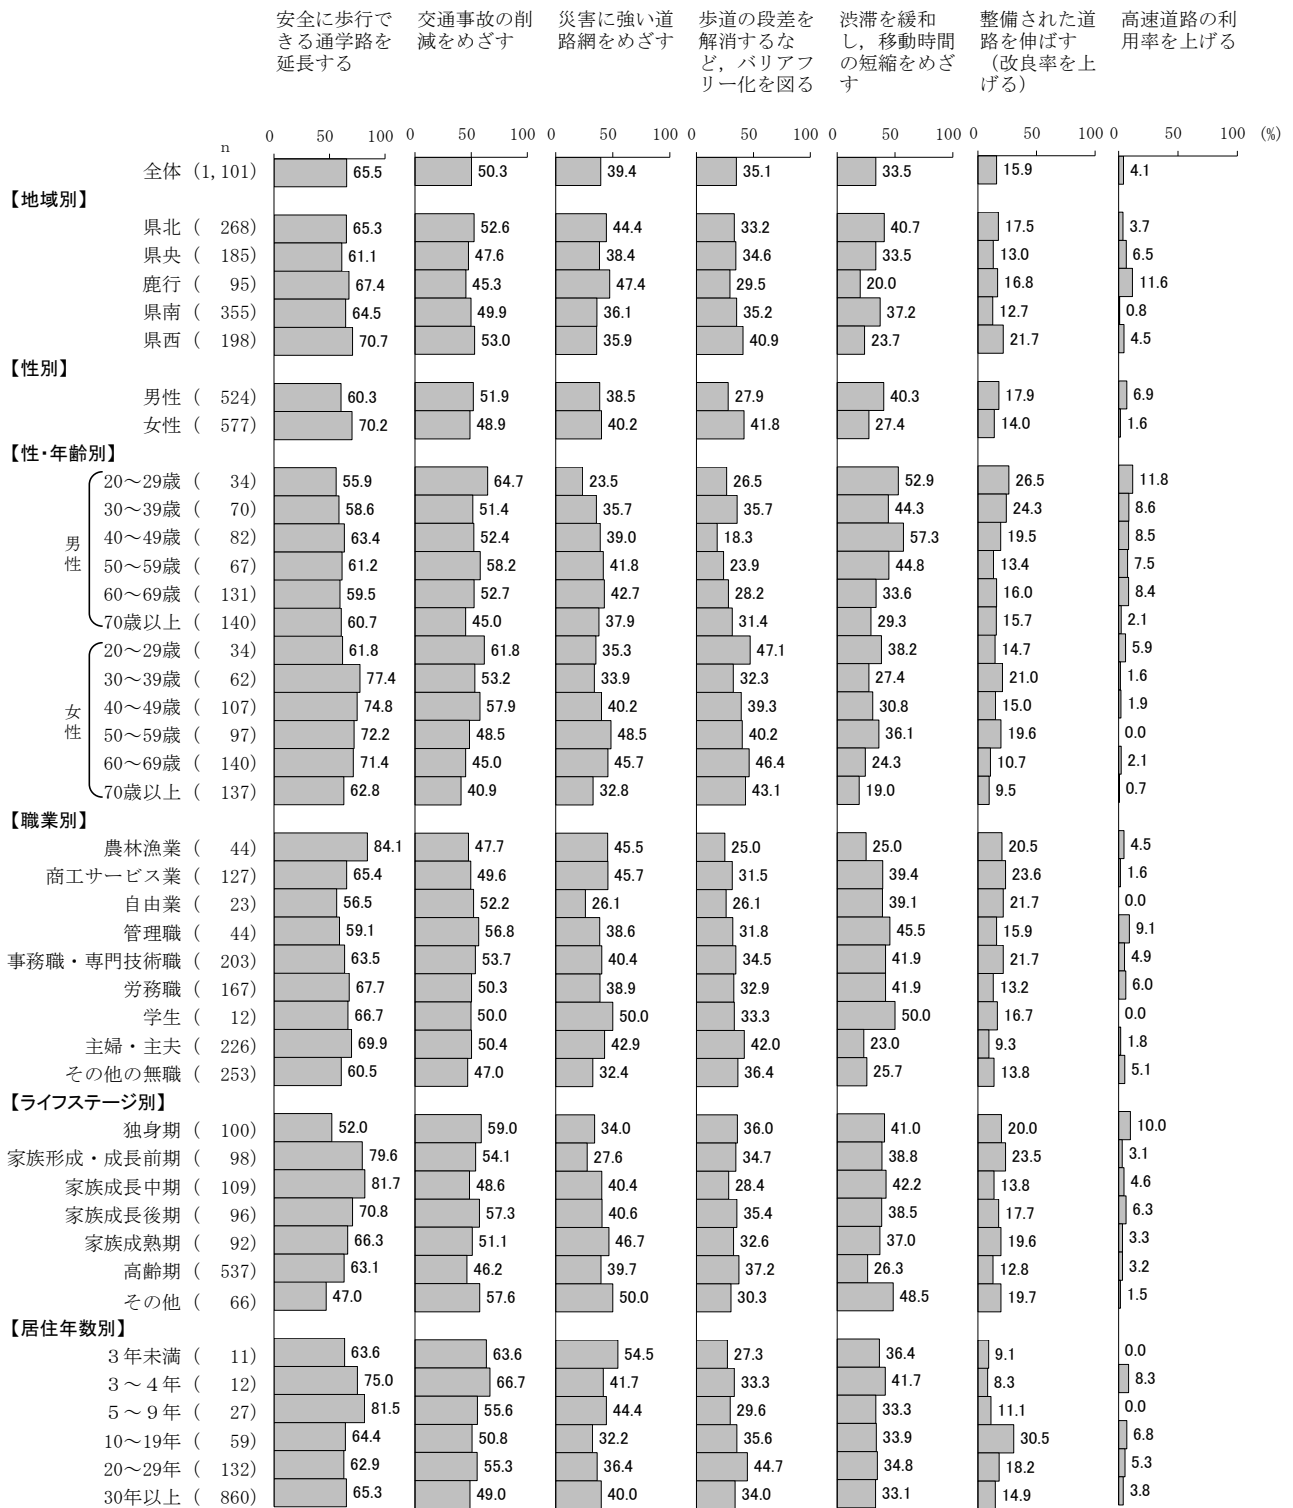 安全に歩行で
きる通学路を
延長する
交通事故の削
減をめざす
災害に強い道
路網をめざす
歩道の段差を
解消するな
ど，バリアフ
リー化を図る
渋滞を緩和
し，移動時間
の短縮をめざ
す
整備された道
路を伸ばす
（改良率を上
げる）
高速道路の利
用率を上げる
n
0 50 100 0 50 100 0 50 100 0 50 100 0 50 100 0 50 100 0 50 100 (%)
全体 (1,101) 65.5 50.3 39.4 35.1 33.5 15.9 4.1
【地域別】
県北 ( 268) 65.3 52.6 44.4 33.2 40.7 17.5 3.7
県央 ( 185) 61.1 47.6 38.4 34.6 33.5 13.0 6.5
鹿行 ( 95) 67.4 45.3 47.4 29.5 20.0 16.8 11.6
県南 ( 355) 64.5 49.9 36.1 35.2 37.2 12.7 0.8
県西 ( 198) 70.7 53.0 35.9 40.9 23.7 21.7 4.5
【性別】
男性 ( 524) 60.3 51.9 38.5 27.9 40.3 17.9 6.9
女性 ( 577) 70.2 48.9 40.2 41.8 27.4 14.0 1.6
【性・年齢別】
男性
20～29歳 ( 34) 55.9 64.7 23.5 26.5 52.9 26.5 11.8
30～39歳 ( 70) 58.6 51.4 35.7 35.7 44.3 24.3 8.6
40～49歳 ( 82) 63.4 52.4 39.0 18.3 57.3 19.5 8.5
50～59歳 ( 67) 61.2 58.2 41.8 23.9 44.8 13.4 7.5
60～69歳 ( 131) 59.5 52.7 42.7 28.2 33.6 16.0 8.4
70歳以上 ( 140) 60.7 45.0 37.9 31.4 29.3 15.7 2.1
女性
20～29歳 ( 34) 61.8 61.8 35.3 47.1 38.2 14.7 5.9
30～39歳 ( 62) 77.4 53.2 33.9 32.3 27.4 21.0 1.6
40～49歳 ( 107) 74.8 57.9 40.2 39.3 30.8 15.0 1.9
50～59歳 ( 97) 72.2 48.5 48.5 40.2 36.1 19.6 0.0
60～69歳 ( 140) 71.4 45.0 45.7 46.4 24.3 10.7 2.1
70歳以上 ( 137) 62.8 40.9 32.8 43.1 19.0 9.5 0.7
【職業別】
農林漁業 ( 44) 84.1 47.7 45.5 25.0 25.0 20.5 4.5
商工サービス業 ( 127) 65.4 49.6 45.7 31.5 39.4 23.6 1.6
自由業 ( 23) 56.5 52.2 26.1 26.1 39.1 21.7 0.0
管理職 ( 44) 59.1 56.8 38.6 31.8 45.5 15.9 9.1
事務職・専門技術職 ( 203) 63.5 53.7 40.4 34.5 41.9 21.7 4.9
労務職 ( 167) 67.7 50.3 38.9 32.9 41.9 13.2 6.0
学生 ( 12) 66.7 50.0 50.0 33.3 50.0 16.7 0.0
主婦・主夫 ( 226) 69.9 50.4 42.9 42.0 23.0 9.3 1.8
その他の無職 ( 253) 60.5 47.0 32.4 36.4 25.7 13.8 5.1
【ライフステージ別】
独身期 ( 100) 52.0 59.0 34.0 36.0 41.0 20.0 10.0
家族形成・成長前期 ( 98) 79.6 54.1 27.6 34.7 38.8 23.5 3.1
家族成長中期 ( 109) 81.7 48.6 40.4 28.4 42.2 13.8 4.6
家族成長後期 ( 96) 70.8 57.3 40.6 35.4 38.5 17.7 6.3
家族成熟期 ( 92) 66.3 51.1 46.7 32.6 37.0 19.6 3.3
高齢期 ( 537) 63.1 46.2 39.7 37.2 26.3 12.8 3.2
その他 ( 66) 47.0 57.6 50.0 30.3 48.5 19.7 1.5
【居住年数別】
３年未満 ( 11) 63.6 63.6 54.5 27.3 36.4 9.1 0.0
３～４年 ( 12) 75.0 66.7 41.7 33.3 41.7 8.3 8.3
５～９年 ( 27) 81.5 55.6 44.4 29.6 33.3 11.1 0.0
10～19年 ( 59) 64.4 50.8 32.2 35.6 33.9 30.5 6.8
20～29年 ( 132) 62.9 55.3 36.4 44.7 34.8 18.2 5.3
30年以上 ( 860) 65.3 49.0 40.0 34.0 33.1 14.9 3.8